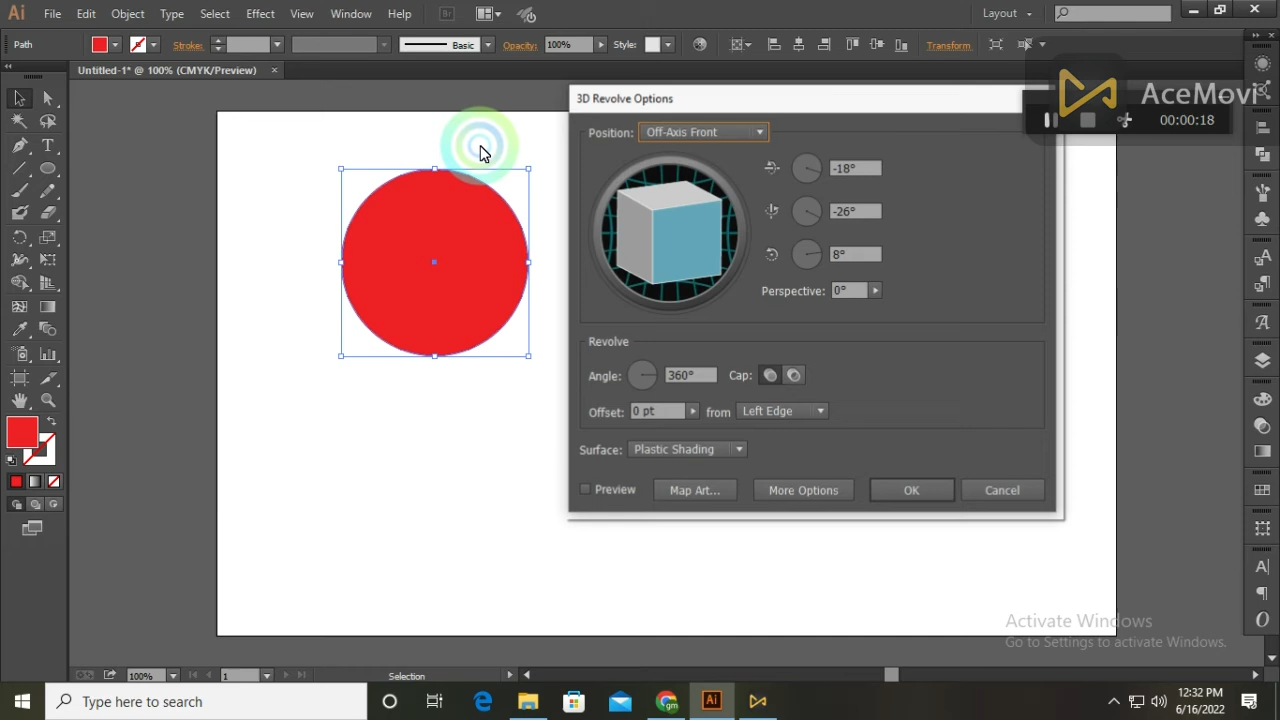 Ai File Edit Object Type Select Effect View Window Help Br Layout
Path Stroke: Basic Opacity: 100% Style: Transform
Untitled-1* @ 100% (CMYK/Preview) ×
3D Revolve Options
AceMovi
00:00:18
Position: Off-Axis Front
-18°
-26°
8°
Perspective: 0°
Revolve
Angle: 360° Cap:
Offset: 0 pt from Left Edge
Surface: Plastic Shading
Preview Map Art... More Options OK Cancel
Activate Windows
Go to Settings to activate Windows.
100% 1 Selection
Type here to search
gm
Ai
12:32 PM
6/16/2022